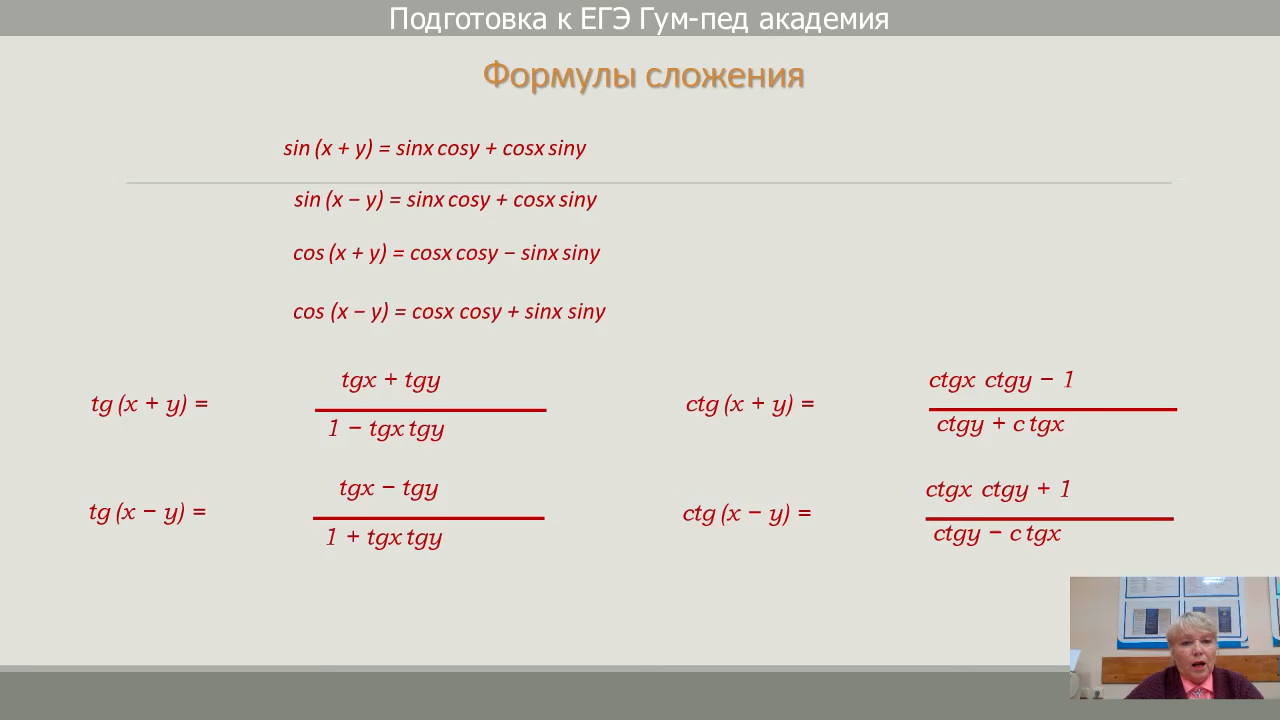 Подготовка к ЕГЭ Гум-пед академия
Формулы сложения
sin (x + y) = sinx cosy + cosx siny
sin (x − y) = sinx cosy + cosx siny
cos (x + y) = cosx cosy − sinx siny
cos (x − y) = cosx cosy + sinx siny
tgx + tgy
tg (x + y) =
1 − tgx tgy
ctgx ctgy − 1
ctg (x + y) =
ctgy + c tgx
tgx − tgy
tg (x − y) =
1 + tgx tgy
ctgx ctgy + 1
ctg (x − y) =
ctgy − c tgx